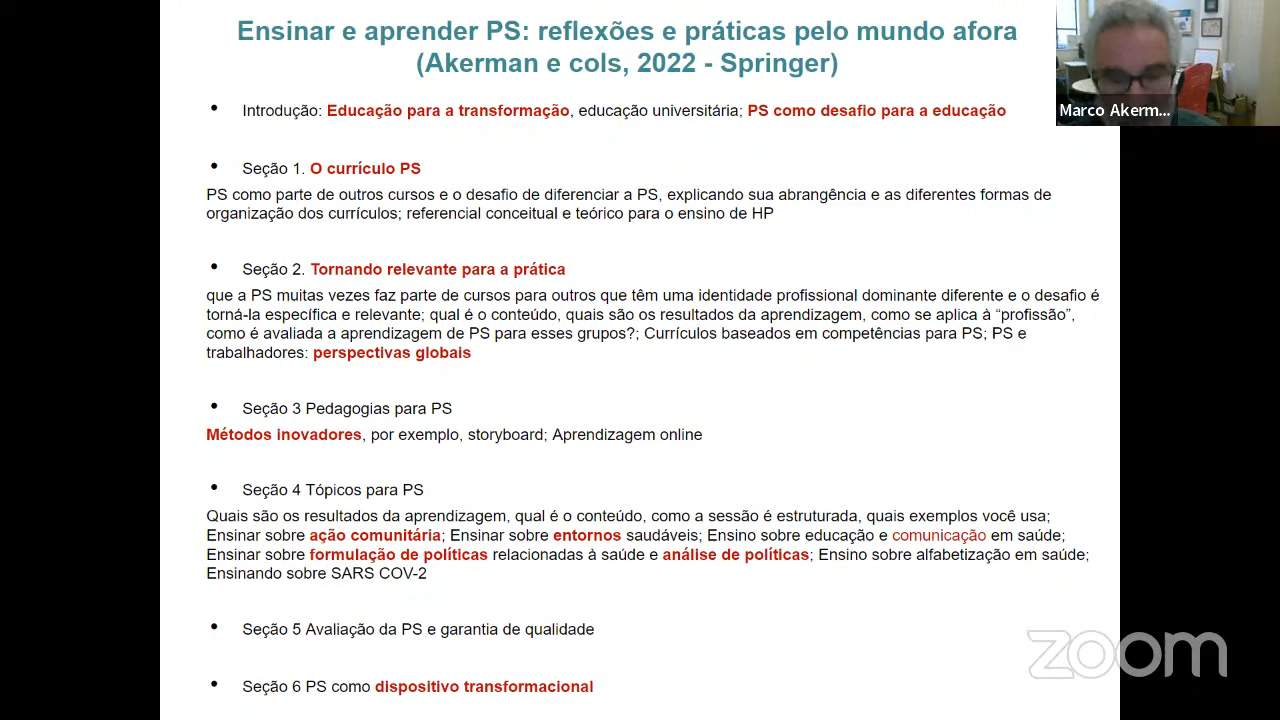 Ensinar e aprender PS: reflexões e práticas pelo mundo afora
(Akerman e cols, 2022 - Springer)
Marco Akerm...
• Introdução: Educação para a transformação, educação universitária; PS como desafio para a educação
• Seção 1. O currículo PS
PS como parte de outros cursos e o desafio de diferenciar a PS, explicando sua abrangência e as diferentes formas de
organização dos currículos; referencial conceitual e teórico para o ensino de HP
• Seção 2. Tornando relevante para a prática
que a PS muitas vezes faz parte de cursos para outros que têm uma identidade profissional dominante diferente e o desafio é
torná-la específica e relevante; qual é o conteúdo, quais são os resultados da aprendizagem, como se aplica à “profissão”,
como é avaliada a aprendizagem de PS para esses grupos?; Currículos baseados em competências para PS; PS e
trabalhadores: perspectivas globais
• Seção 3 Pedagogias para PS
Métodos inovadores, por exemplo, storyboard; Aprendizagem online
• Seção 4 Tópicos para PS
Quais são os resultados da aprendizagem, qual é o conteúdo, como a sessão é estruturada, quais exemplos você usa;
Ensinar sobre ação comunitária; Ensinar sobre entornos saudáveis; Ensino sobre educação e comunicação em saúde;
Ensinar sobre formulação de políticas relacionadas à saúde e análise de políticas; Ensino sobre alfabetização em saúde;
Ensinando sobre SARS COV-2
• Seção 5 Avaliação da PS e garantia de qualidade
• Seção 6 PS como dispositivo transformacional
zoom